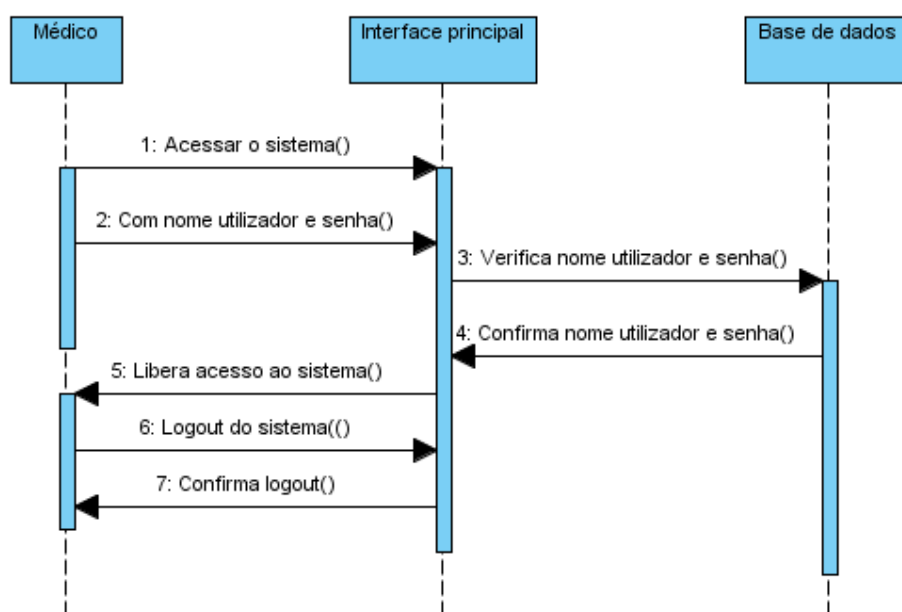 Médico
Interface principal
Base de dados
1: Acessar o sistema()
2: Com nome utilizador e senha()
3: Verifica nome utilizador e senha()
4: Confirma nome utilizador e senha()
5: Libera acesso ao sistema()
6: Logout do sistema(()
7: Confirma logout()